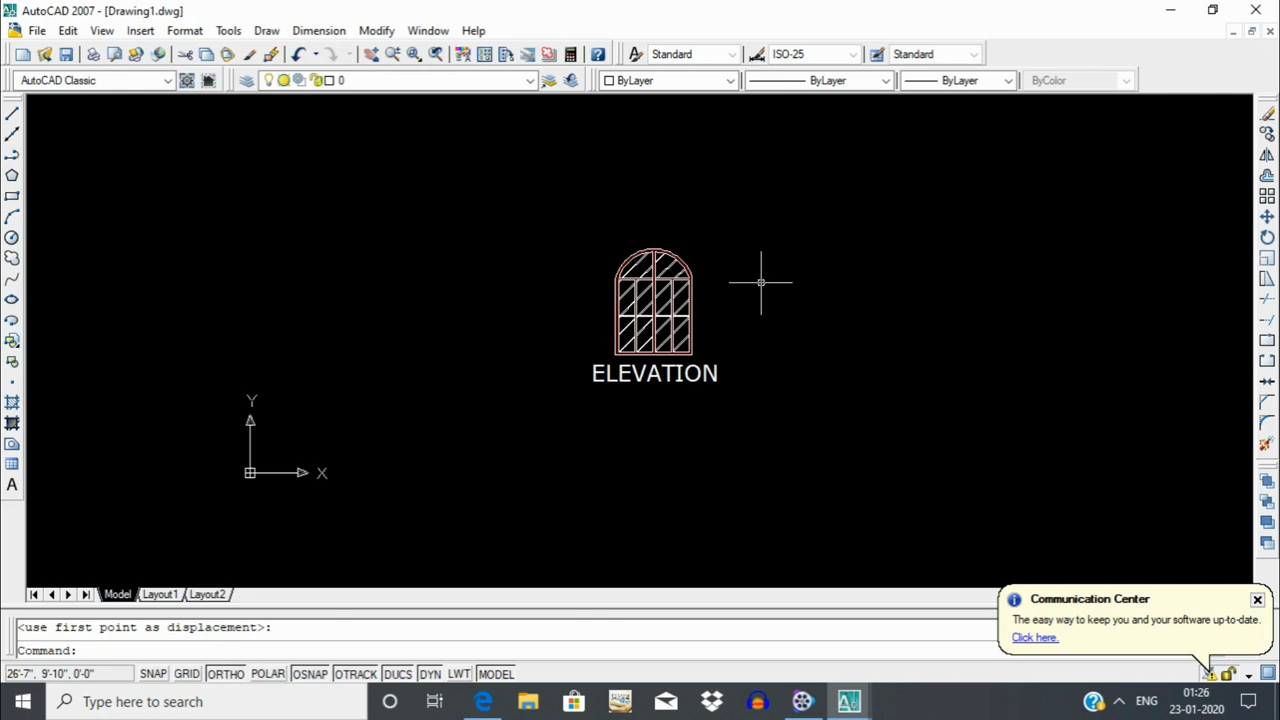 AutoCAD 2007 - [Drawing1.dwg]
File Edit View Insert Format Tools Draw Dimension Modify Window Help
Standard ISO-25 Standard
AutoCAD Classic 0 ByLayer ByLayer ByLayer ByColor
ELEVATION
Y
X
Model Layout1 Layout2
Communication Center
The easy way to keep you and your software up-to-date.
Click here.
<use first point as displacement>:
Command:
26'-7", 9'-10", 0'-0" SNAP GRID ORTHO POLAR OSNAP OTRACK DUCS DYN LWT MODEL
Type here to search
ENG
01:26
23-01-2020